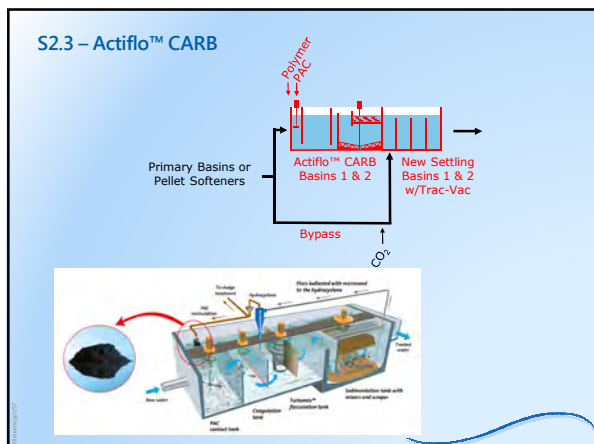 S2.3 – Actiflo™ CARB
Polymer
PAC
Primary Basins or
Pellet Softeners
Actiflo™ CARB
Basins 1 & 2
New Settling
Basins 1 & 2
w/Trac-Vac
Bypass
CO2
To sludge
treatment
Hydrocyclone
Fines ballasted with microsand
to the hydrocyclone
PAC
recirculation
Raw water
PAC
contact tank
Coagulation
tank
Turbomix™
flocculation tank
Sedimentation tank with
mixers and scraper
Treated
water